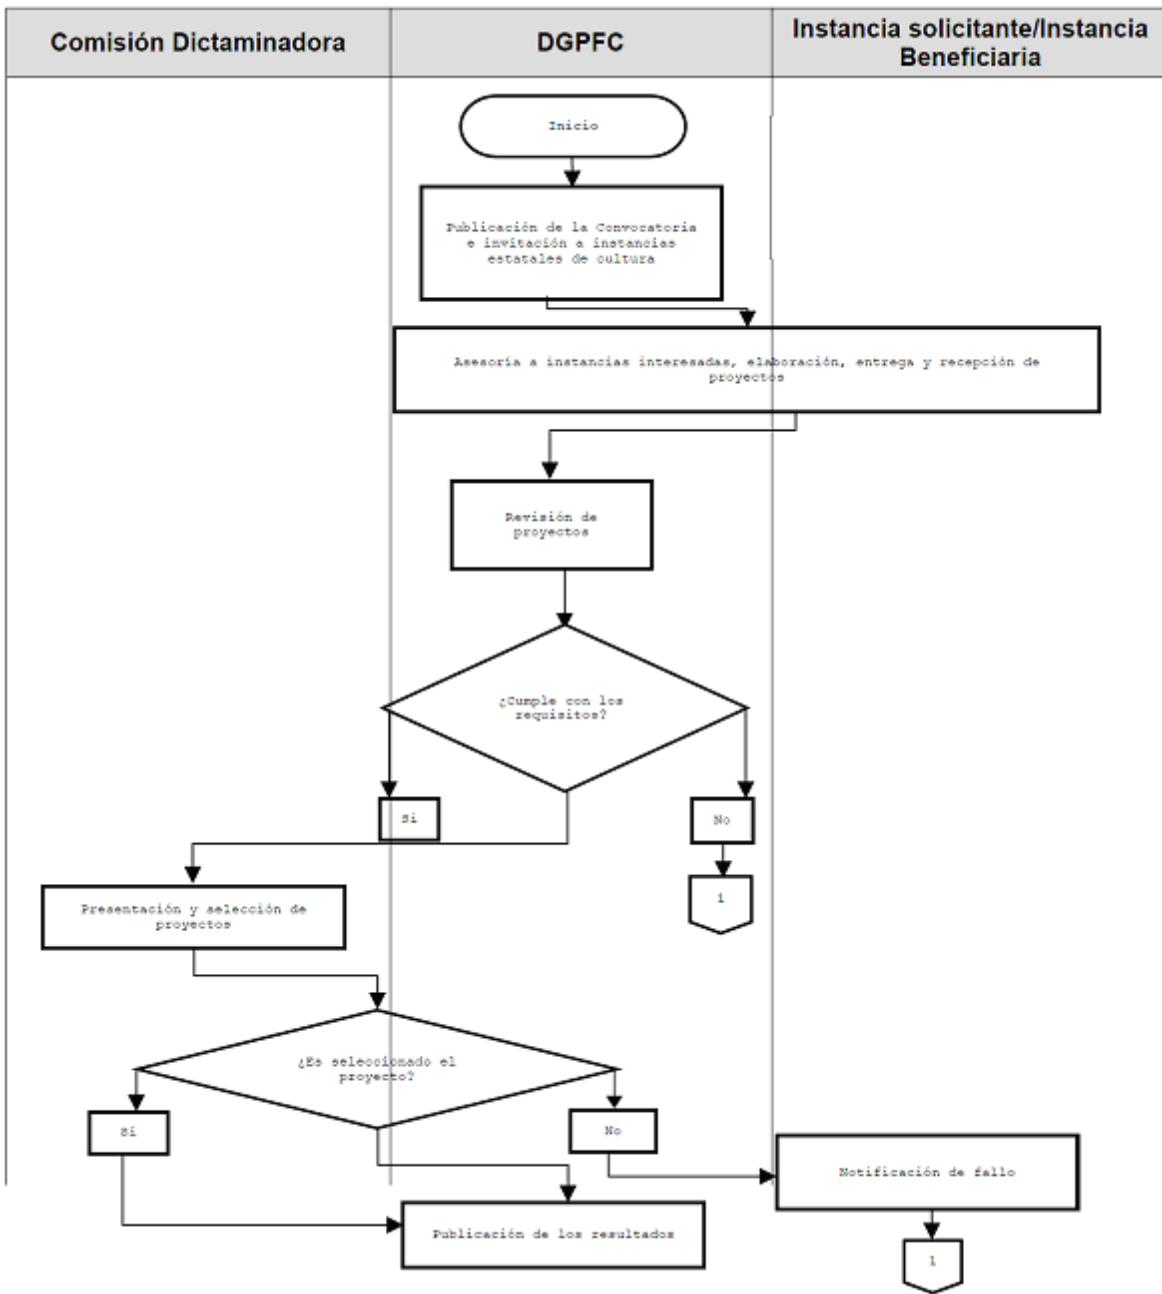 Comisión Dictaminadora
DGPFC
Instancia solicitante/Instancia
Beneficiaria
Inicio
Publicación de la Convocatoria
e invitación a instancias
estatales de cultura
Asesoría a instancias interesadas, elaboración, entrega y recepción de
proyectos
Revisión de
proyectos
¿Cumple con los
requisitos?
Si
No
1
Presentación y selección de
proyectos
¿Es seleccionado el
proyecto?
Si
No
Notificación de fallo
Publicación de los resultados
1